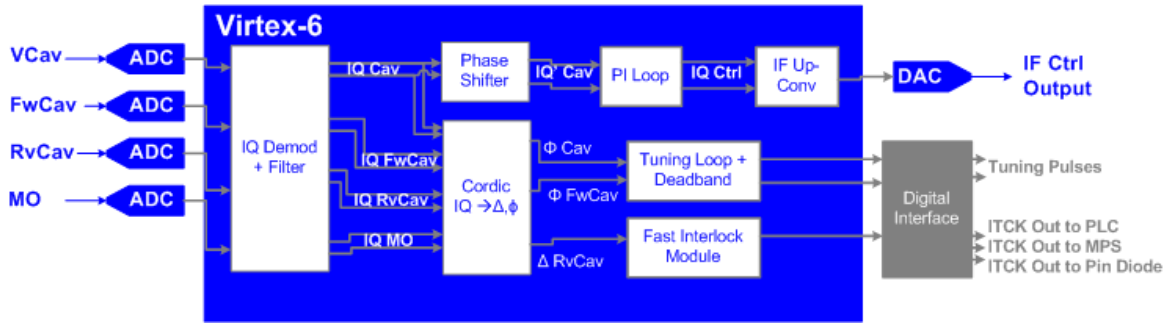 Virtex-6
VCav
ADC
FwCav
ADC
RvCav
ADC
MO
ADC
IQ Demod
+ Filter
IQ Cav
IQ FwCav
IQ RvCav
IQ MO
Phase
Shifter
IQ' Cav
PI Loop
IQ Ctrl
IF Up-
Conv
DAC
IF Ctrl
Output
Cordic
IQ →Δ,ϕ
Φ Cav
Φ FwCav
Δ RvCav
Tuning Loop +
Deadband
Fast Interlock
Module
Digital
Interface
Tuning Pulses
ITCK Out to PLC
ITCK Out to MPS
ITCK Out to Pin Diode